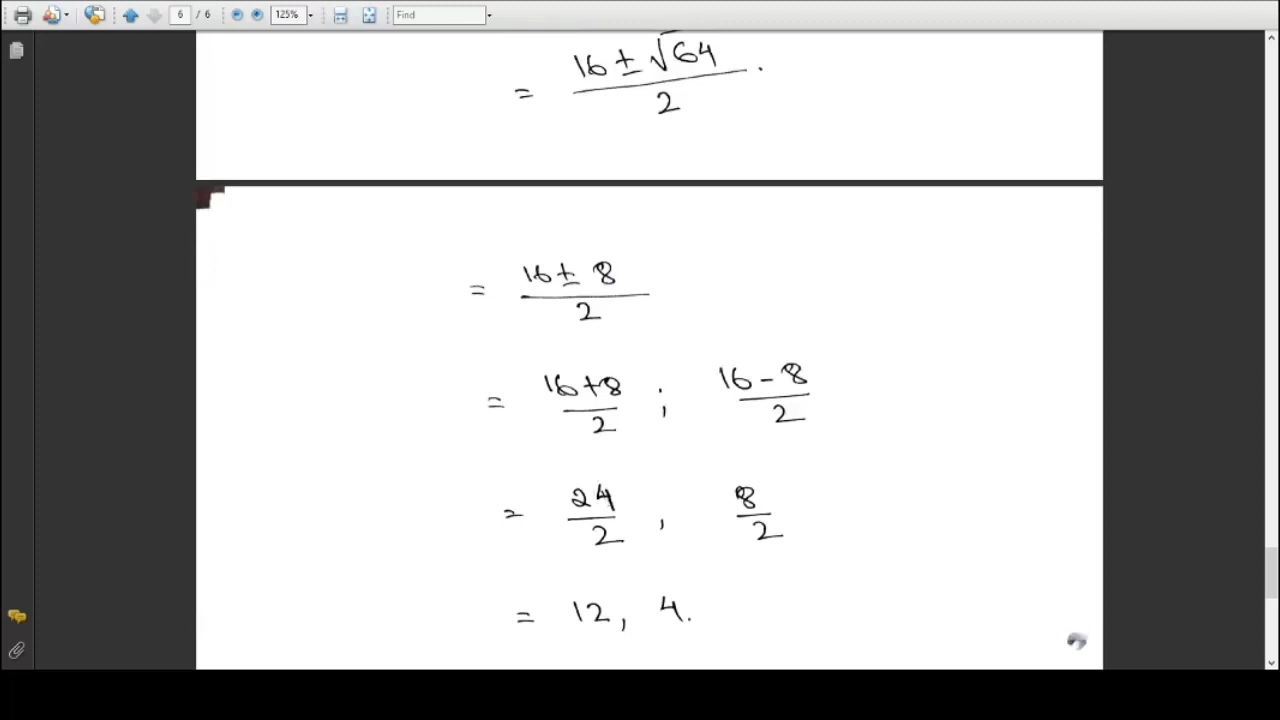 6 / 6 125% Find
= (16 ± √64) / 2 .
= (16 ± 8) / 2
= (16+8) / 2 ; (16-8) / 2
= 24 / 2 , 8 / 2
= 12, 4.